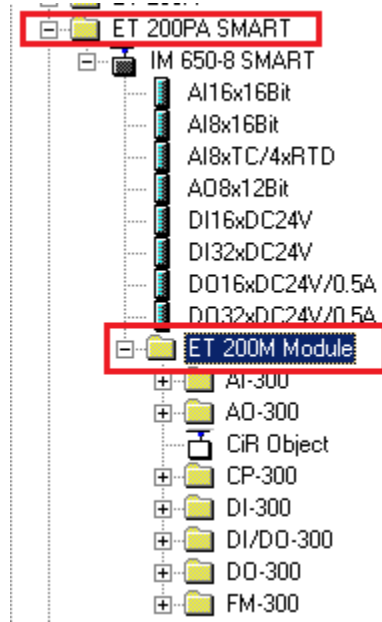 ET 200PA SMART
IM 650-8 SMART
AI16x16Bit
AI8x16Bit
AI8xTC/4xRTD
AO8x12Bit
DI16xDC24V
DI32xDC24V
DO16xDC24V/0.5A
DO32xDC24V/0.5A
ET 200M Module
AI-300
AO-300
CiR Object
CP-300
DI-300
DI/DO-300
DO-300
FM-300